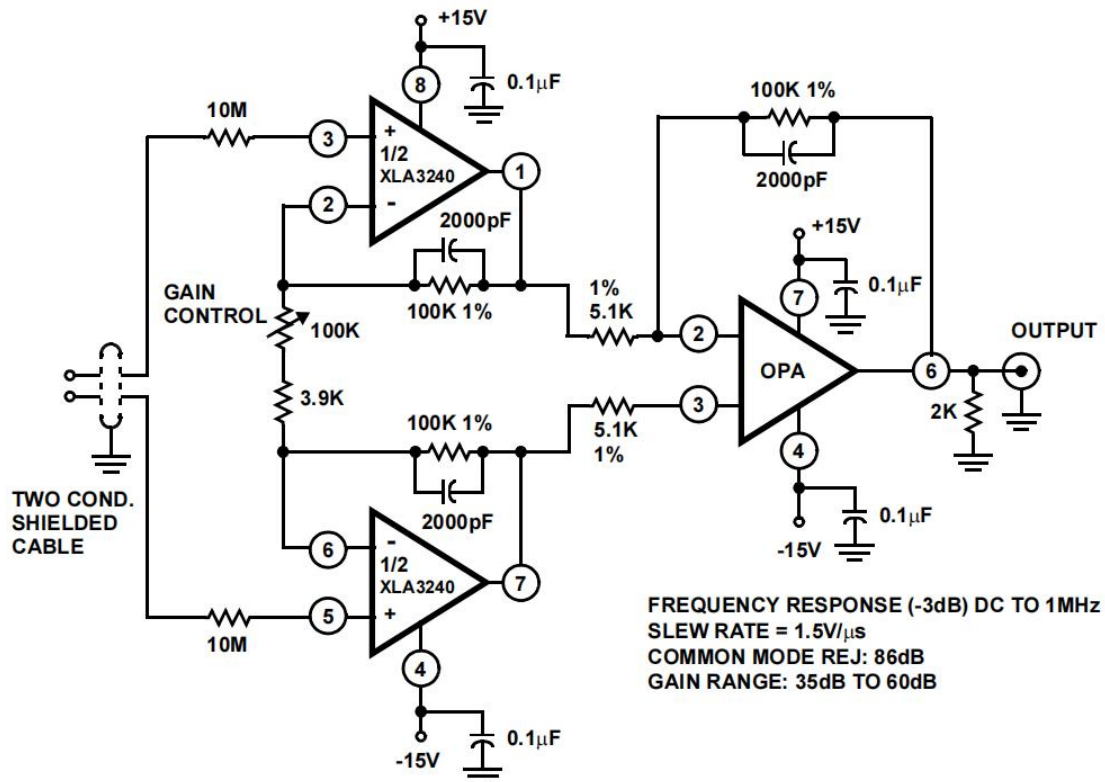 +15V
8
0.1µF
10M
3
+
1/2
XLA3240
1
2
-
2000pF
100K 1%
GAIN
CONTROL
100K
3.9K
100K 1%
2000pF
6
-
1/2
XLA3240
7
5
+
10M
4
-15V
0.1µF
TWO COND.
SHIELDED
CABLE
100K 1%
2000pF
+15V
7
0.1µF
1%
5.1K
2
OPA
3
5.1K
1%
6
OUTPUT
2K
4
-15V
0.1µF
FREQUENCY RESPONSE (-3dB) DC TO 1MHz
SLEW RATE = 1.5V/µs
COMMON MODE REJ: 86dB
GAIN RANGE: 35dB TO 60dB